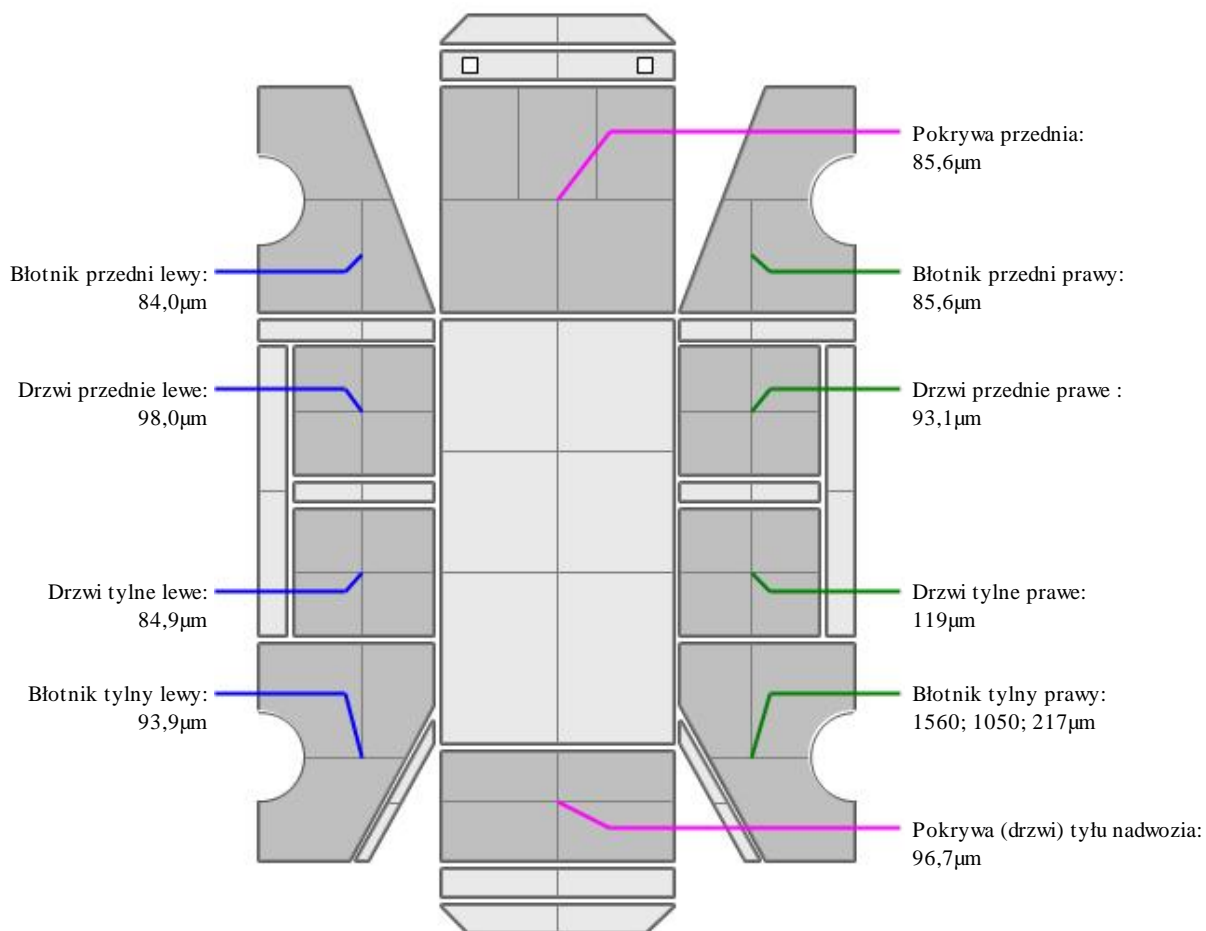 Pokrywa przednia:
85,6µm
Błotnik przedni lewy:
84,0µm
Błotnik przedni prawy:
85,6µm
Drzwi przednie lewe:
98,0µm
Drzwi przednie prawe :
93,1µm
Drzwi tylne lewe:
84,9µm
Drzwi tylne prawe:
119µm
Błotnik tylny lewy:
93,9µm
Błotnik tylny prawy:
1560; 1050; 217µm
Pokrywa (drzwi) tyłu nadwozia:
96,7µm